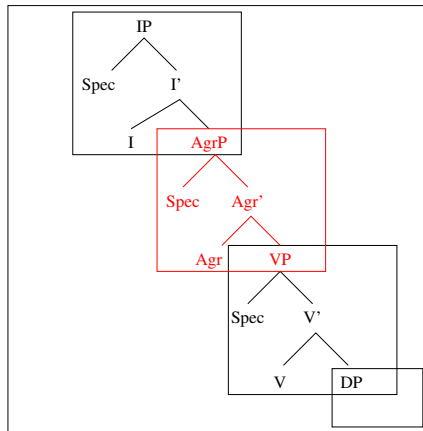 IP
Spec I’
I AgrP
Spec Agr’
Agr VP
Spec V’
V DP